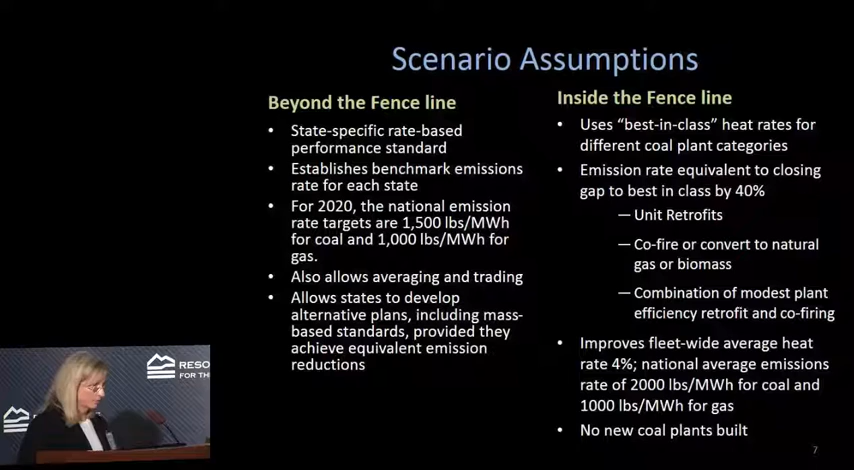 Scenario Assumptions
Beyond the Fence line
• State-specific rate-based
performance standard
• Establishes benchmark emissions
rate for each state
• For 2020, the national emission
rate targets are 1,500 lbs/MWh
for coal and 1,000 lbs/MWh for
gas.
• Also allows averaging and trading
• Allows states to develop
alternative plans, including mass-
based standards, provided they
achieve equivalent emission
reductions
Inside the Fence line
• Uses “best-in-class” heat rates for
different coal plant categories
• Emission rate equivalent to closing
gap to best in class by 40%
— Unit Retrofits
— Co-fire or convert to natural
gas or biomass
— Combination of modest plant
efficiency retrofit and co-firing
• Improves fleet-wide average heat
rate 4%; national average emissions
rate of 2000 lbs/MWh for coal and
1000 lbs/MWh for gas
• No new coal plants built
7
RESO
FOR THE